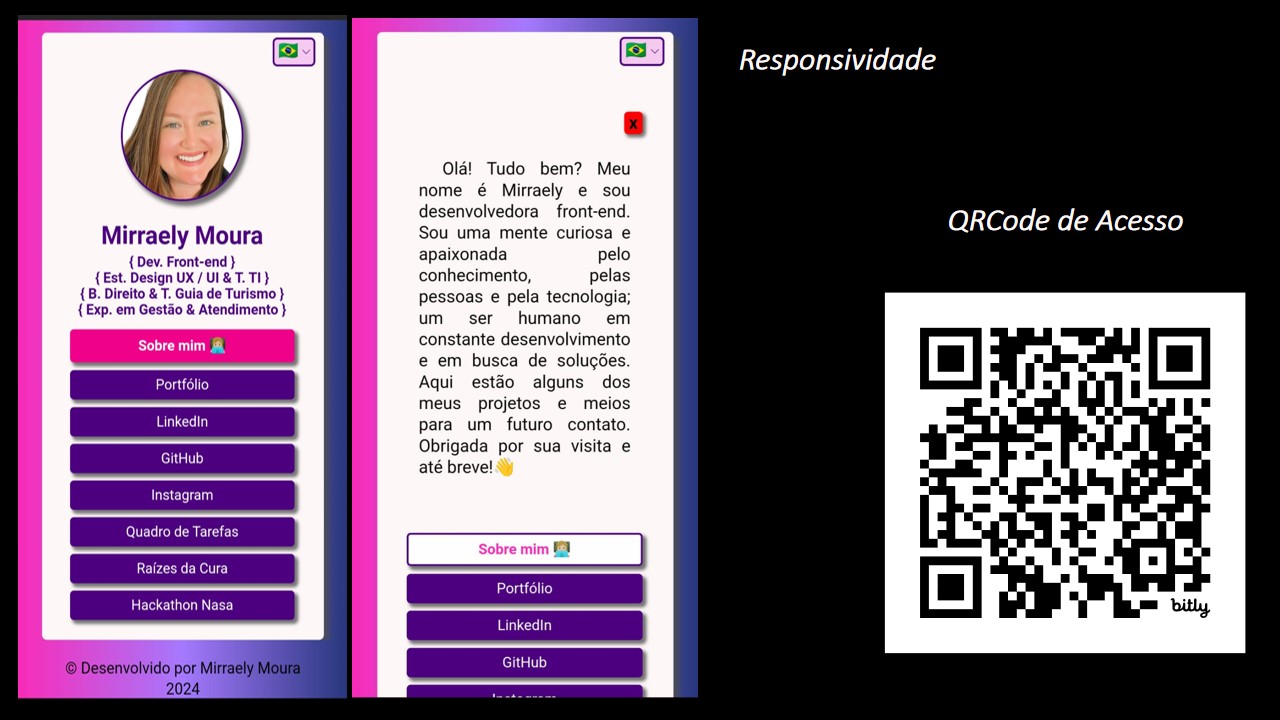 Mirraely Moura
{ Dev. Front-end }
{ Est. Design UX / UI & T. TI }
{ B. Direito & T. Guia de Turismo }
{ Exp. em Gestão & Atendimento }
Sobre mim 👩🏼‍💻
Portfólio
LinkedIn
GitHub
Instagram
Quadro de Tarefas
Raízes da Cura
Hackathon Nasa
© Desenvolvido por Mirraely Moura
2024
X
Olá! Tudo bem? Meu
nome é Mirraely e sou
desenvolvedora front-end.
Sou uma mente curiosa e
apaixonada pelo
conhecimento, pelas
pessoas e pela tecnologia;
um ser humano em
constante desenvolvimento
e em busca de soluções.
Aqui estão alguns dos
meus projetos e meios
para um futuro contato.
Obrigada por sua visita e
até breve!👋
Sobre mim 👩🏼‍💻
Portfólio
LinkedIn
GitHub
Instagram
Responsividade
QRCode de Acesso
bitly